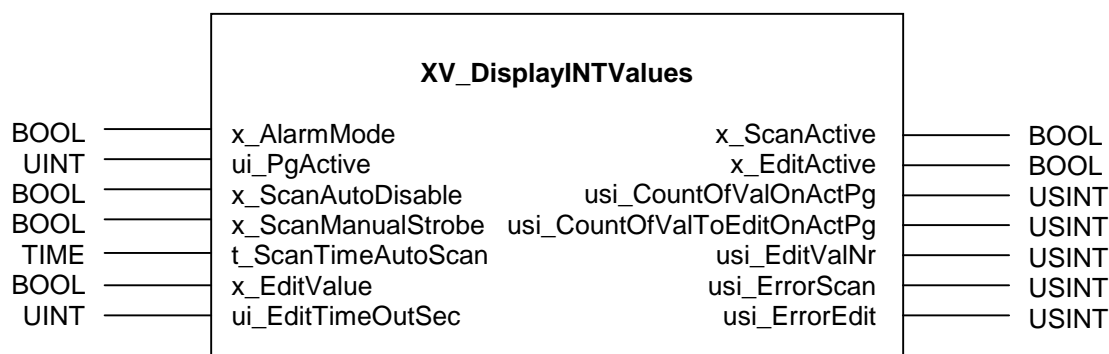 XV_DisplayINTValues
BOOL x_AlarmMode x_ScanActive BOOL
UINT ui_PgActive x_EditActive BOOL
BOOL x_ScanAutoDisable usi_CountOfValOnActPg USINT
BOOL x_ScanManualStrobe usi_CountOfValToEditOnActPg USINT
TIME t_ScanTimeAutoScan usi_EditValNr USINT
BOOL x_EditValue usi_ErrorScan USINT
UINT ui_EditTimeOutSec usi_ErrorEdit USINT